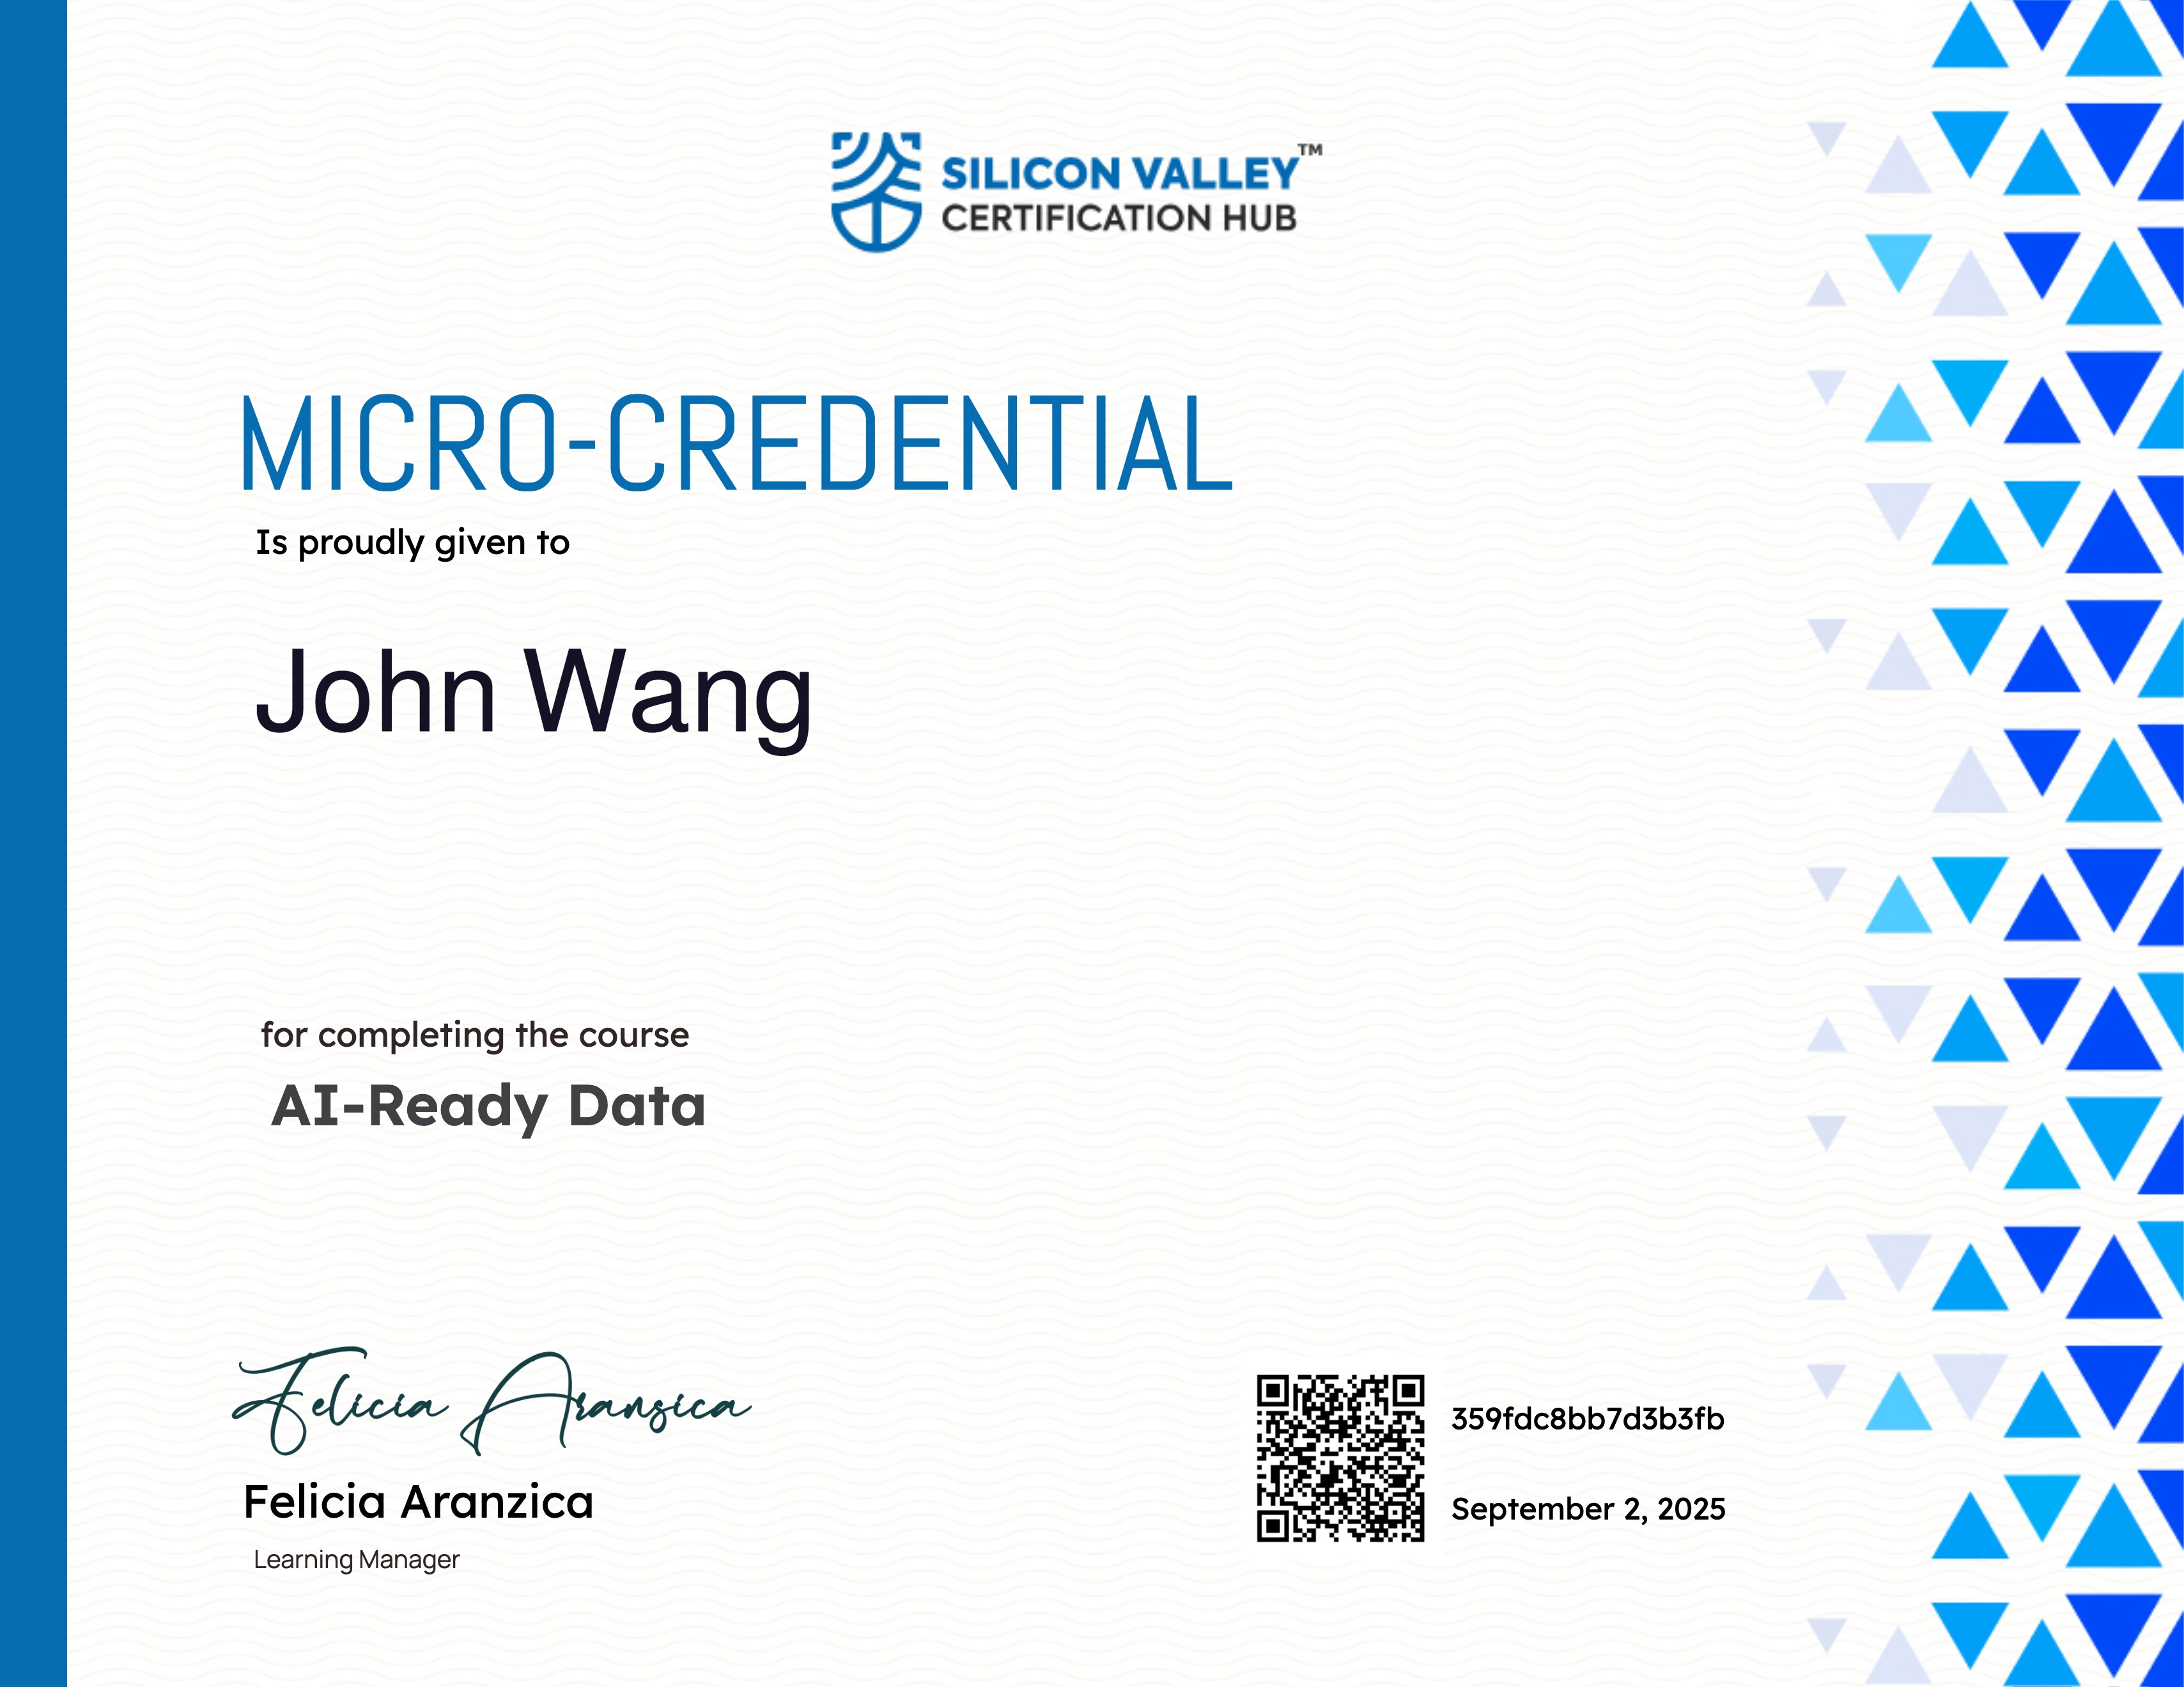 SILICON VALLEY™
CERTIFICATION HUB
MICRO-CREDENTIAL
Is proudly given to
John Wang
for completing the course
AI-Ready Data
Felicia Aranzica
Felicia Aranzica
Learning Manager
359fdc8bb7d3b3fb
September 2, 2025